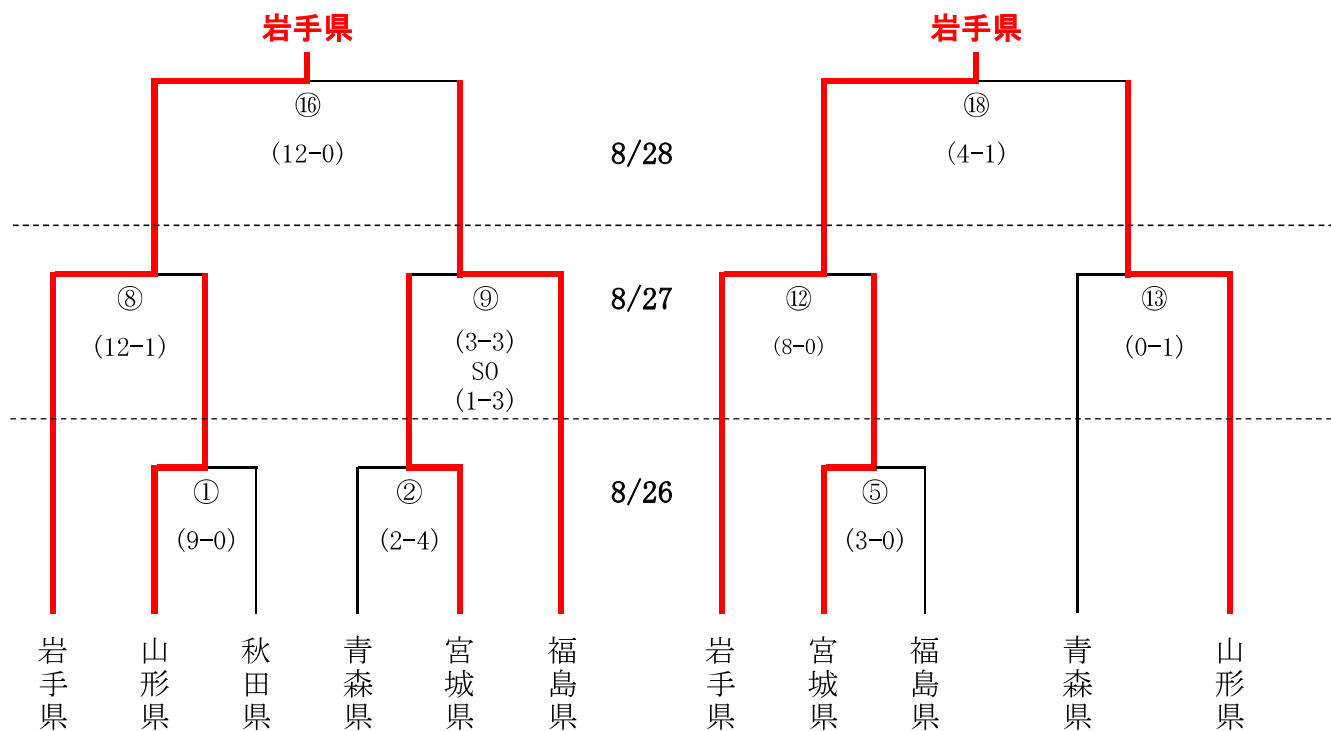 岩手県 岩手県
⑯ ⑱
(12-0) 8/28 (4-1)
⑧ ⑨ 8/27 ⑫ ⑬
(12-1) (3-3) (8-0) (0-1)
SO
(1-3)
① ② 8/26 ⑤
(9-0) (2-4) (3-0)
岩手県 山形県 秋田県 青森県 宮城県 福島県 岩手県 宮城県 福島県 青森県 山形県